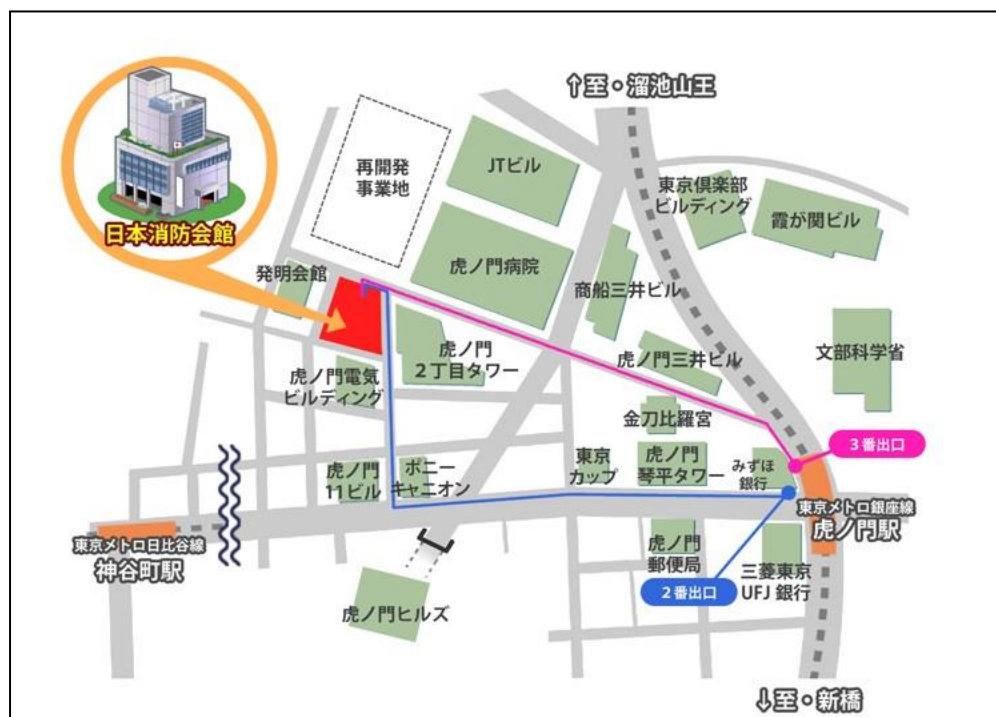 ↑至・溜池山王
再開発
事業地
JTビル
東京倶楽部
ビルディング
霞が関ビル
日本消防会館
発明会館
虎ノ門病院
商船三井ビル
虎ノ門
2丁目タワー
虎ノ門三井ビル
文部科学省
虎ノ門電気
ビルディング
金刀比羅宮
3番出口
虎ノ門
11ビル
ポニー
キャニオン
東京
カップ
虎ノ門
琴平タワー
みずほ
銀行
東京メトロ銀座線
虎ノ門駅
東京メトロ日比谷線
神谷町駅
虎ノ門
郵便局
三菱東京
UFJ 銀行
2番出口
虎ノ門ヒルズ
↓至・新橋